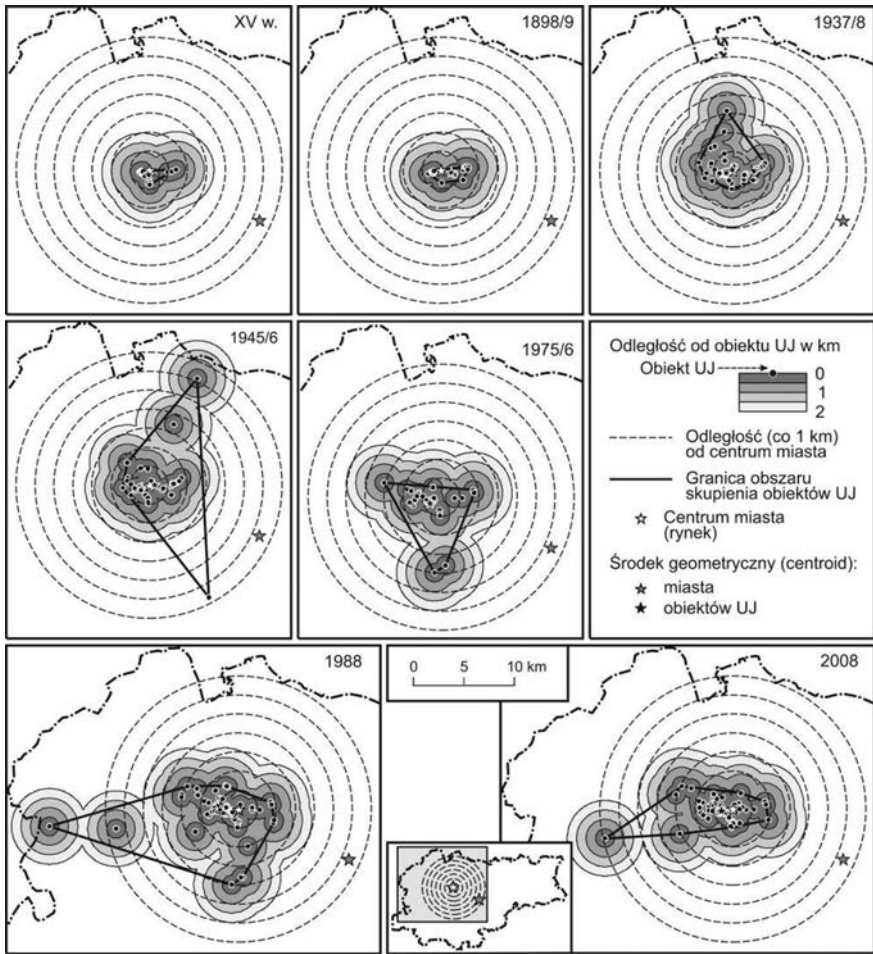 XV w.
1898/9
1937/8
1945/6
1975/6
Odległość od obiektu UJ w km
Obiekt UJ
0
1
2
Odległość (co 1 km)
od centrum miasta
Granica obszaru
skupienia obiektów UJ
Centrum miasta
(rynek)
Środek geometryczny (centroid):
miasta
obiektów UJ
1988
0 5 10 km
2008